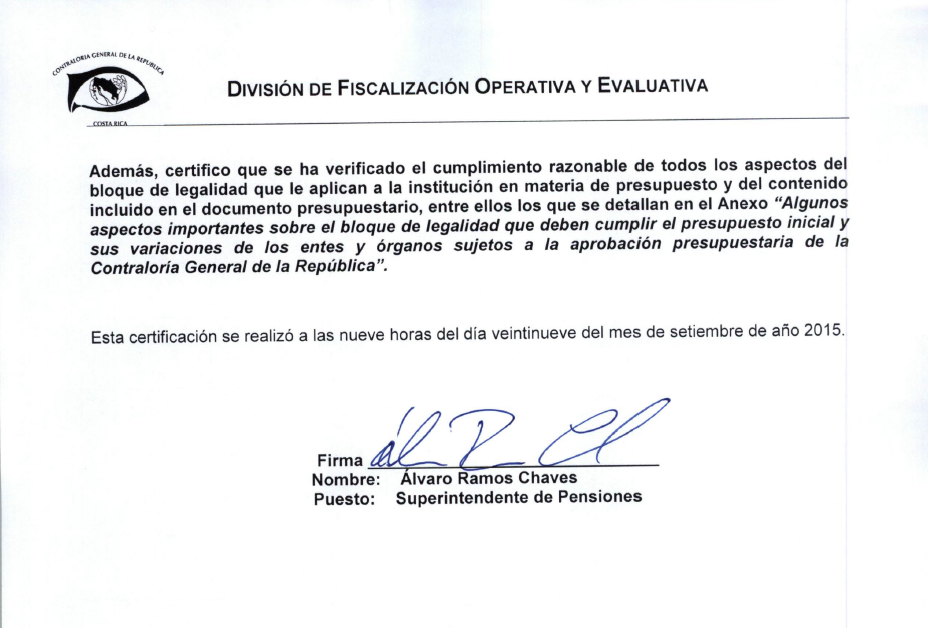 CONTRALORIA GENERAL DE LA REPUBLICA
COSTA RICA
DIVISIÓN DE FISCALIZACIÓN OPERATIVA Y EVALUATIVA
Además, certifico que se ha verificado el cumplimiento razonable de todos los aspectos del
bloque de legalidad que le aplican a la institución en materia de presupuesto y del contenido
incluido en el documento presupuestario, entre ellos los que se detallan en el Anexo “Algunos
aspectos importantes sobre el bloque de legalidad que deben cumplir el presupuesto inicial y
sus variaciones de los entes y órganos sujetos a la aprobación presupuestaria de la
Contraloría General de la República”.
Esta certificación se realizó a las nueve horas del día veintinueve del mes de setiembre de año 2015.
Firma
Nombre: Álvaro Ramos Chaves
Puesto: Superintendente de Pensiones